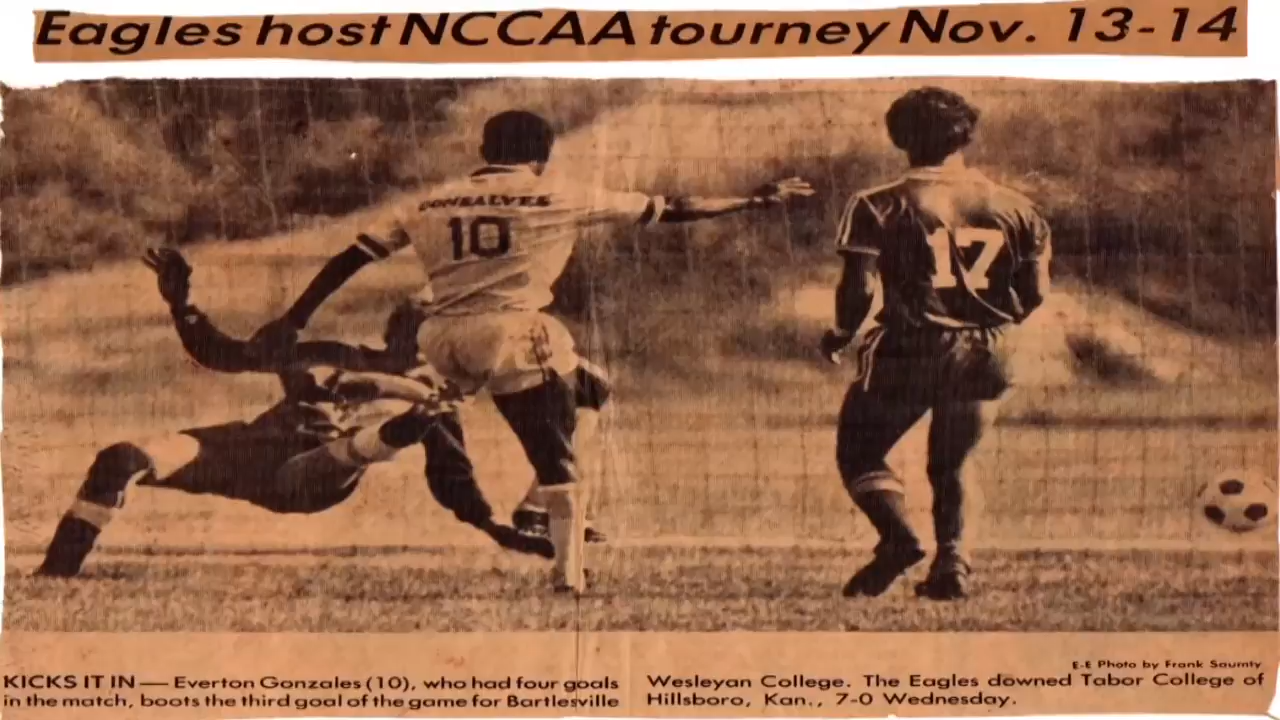 Eagles host NCCAA tourney Nov. 13-14
GONSALVES
10
17
E-E Photo by Frank Saumty
KICKS IT IN — Everton Gonzales (10), who had four goals
in the match, boots the third goal of the game for Bartlesville
Wesleyan College. The Eagles downed Tabor College of
Hillsboro, Kan., 7-0 Wednesday.